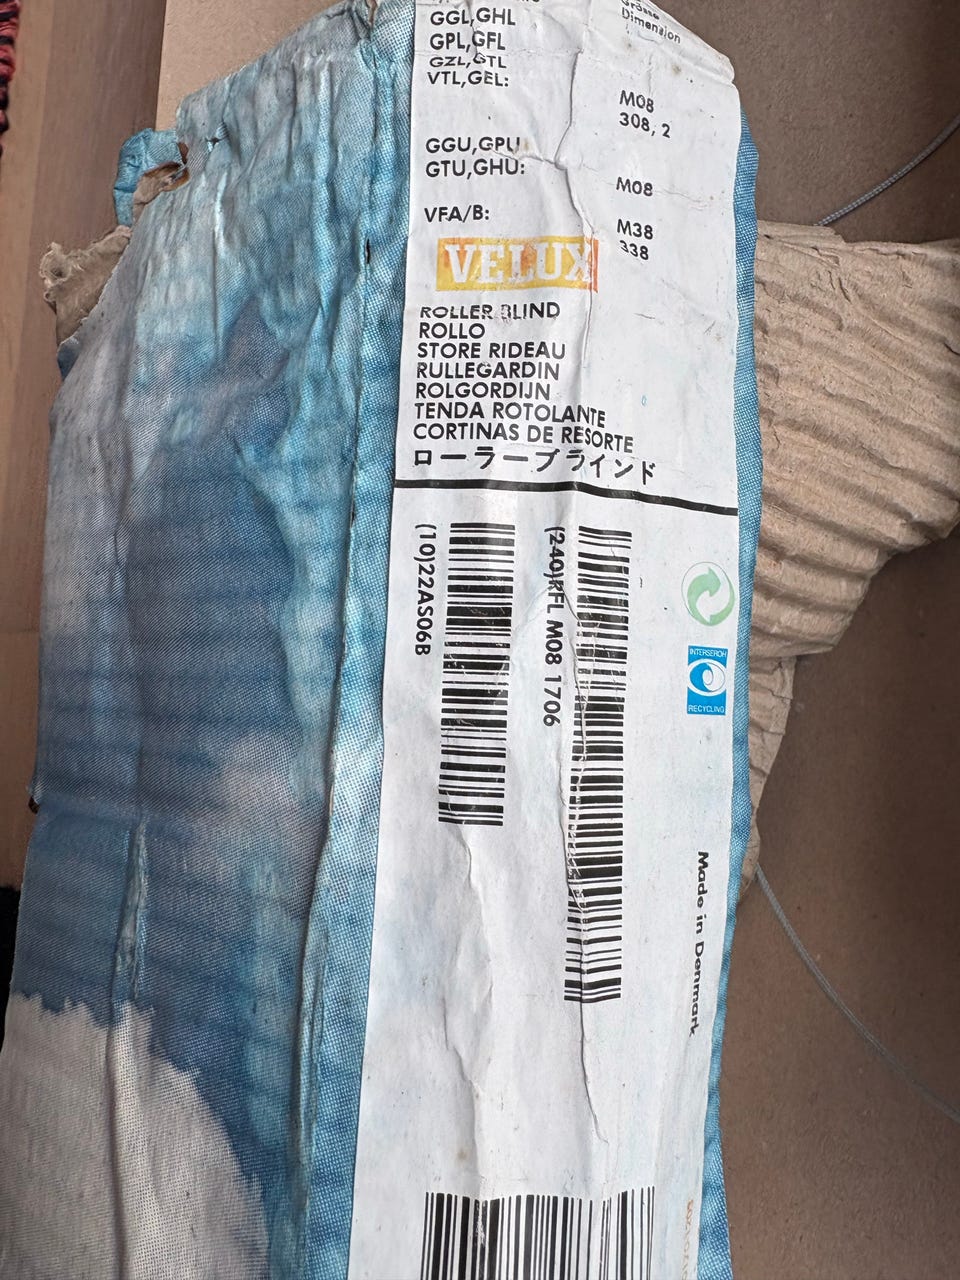 Grösse
Dimension
GGL,GHL
GPL,GFL
GZL,GTL
VTL,GEL:
M08
308, 2
GGU,GPU
GTU,GHU:
M08
VFA/B:
M38
338
VELUX
ROLLER BLIND
ROLLO
STORE RIDEAU
RULLEGARDIN
ROLGORDIJN
TENDA ROTOLANTE
CORTINAS DE RESORTE
ローラーブラインド
(10)22AS06B
(240)RFL M08 1706
INTERSEROH
RECYCLING
Made in Denmark